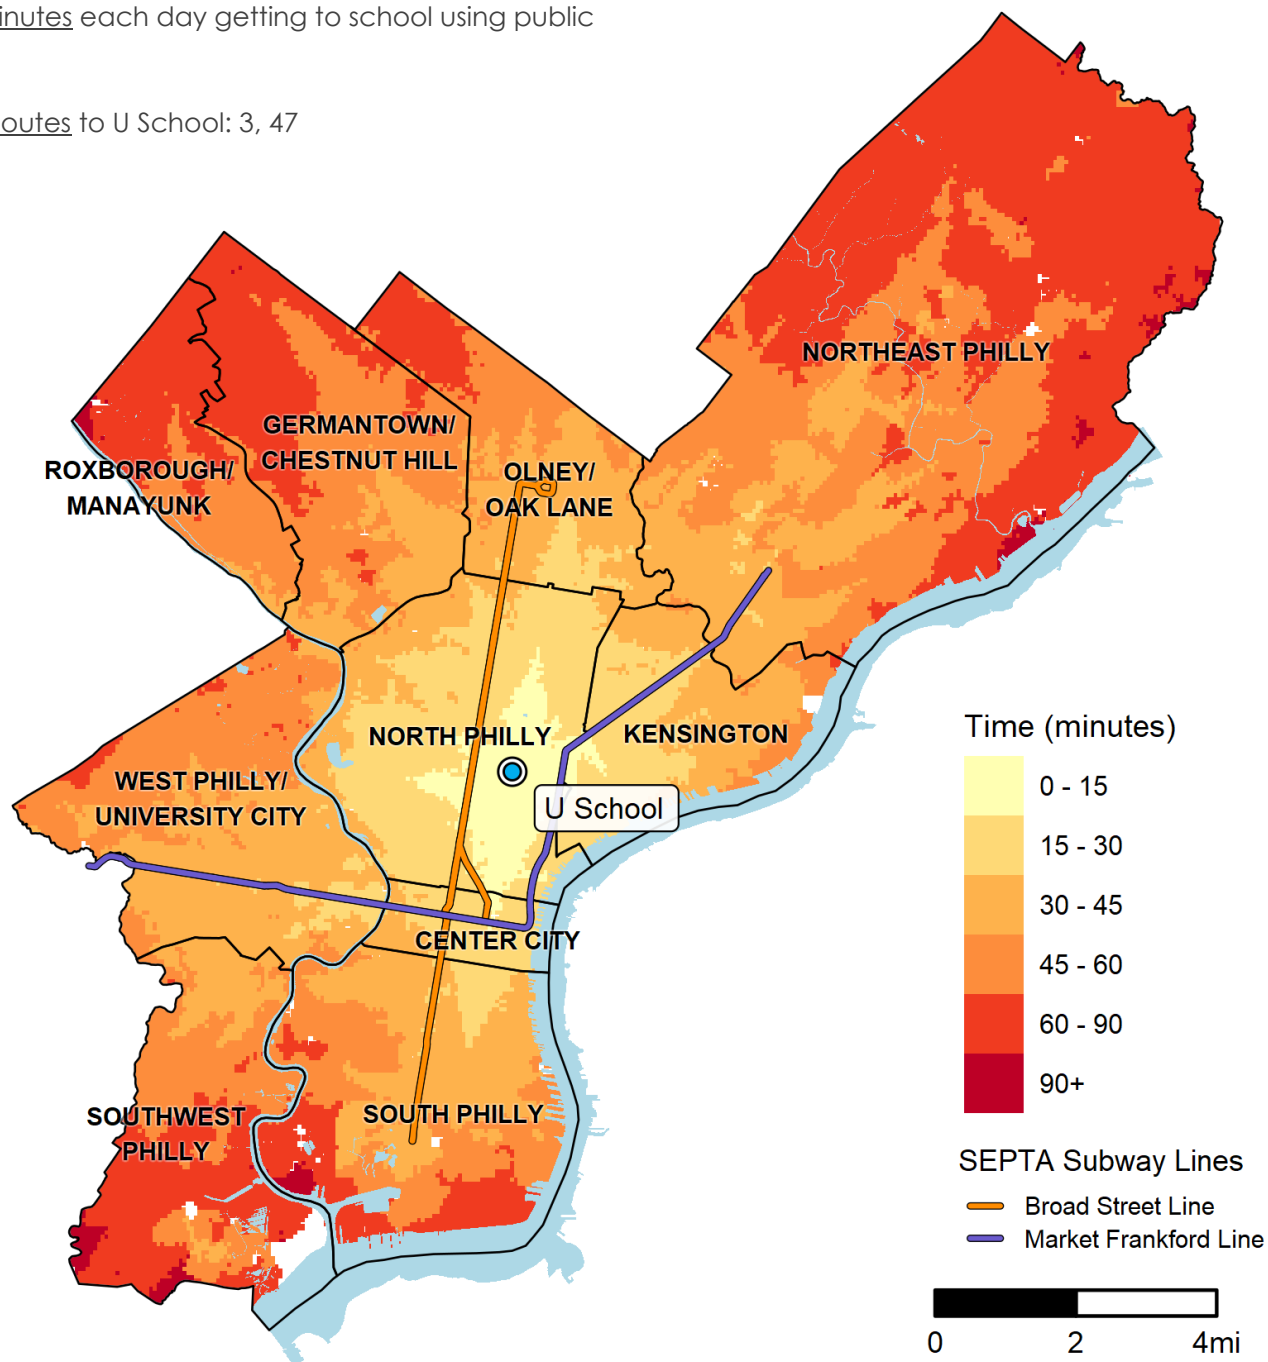 inutes each day getting to school using public
outes to U School: 3, 47
NORTHEAST PHILLY
GERMANTOWN/
CHESTNUT HILL
ROXBOROUGH/
MANAYUNK
OLNEY/
OAK LANE
NORTH PHILLY
KENSINGTON
WEST PHILLY/
UNIVERSITY CITY
U School
CENTER CITY
SOUTHWEST
PHILLY
SOUTH PHILLY
Time (minutes)
0 - 15
15 - 30
30 - 45
45 - 60
60 - 90
90+
SEPTA Subway Lines
Broad Street Line
Market Frankford Line
0 2 4mi